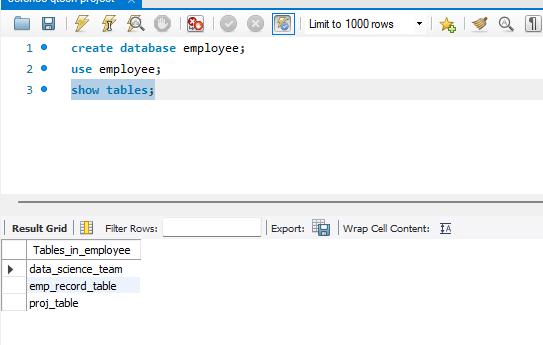 Limit to 1000 rows
1 create database employee;
2 use employee;
3 show tables;
Result Grid Filter Rows: Export: Wrap Cell Content: IA
Tables_in_employee
data_science_team
emp_record_table
proj_table